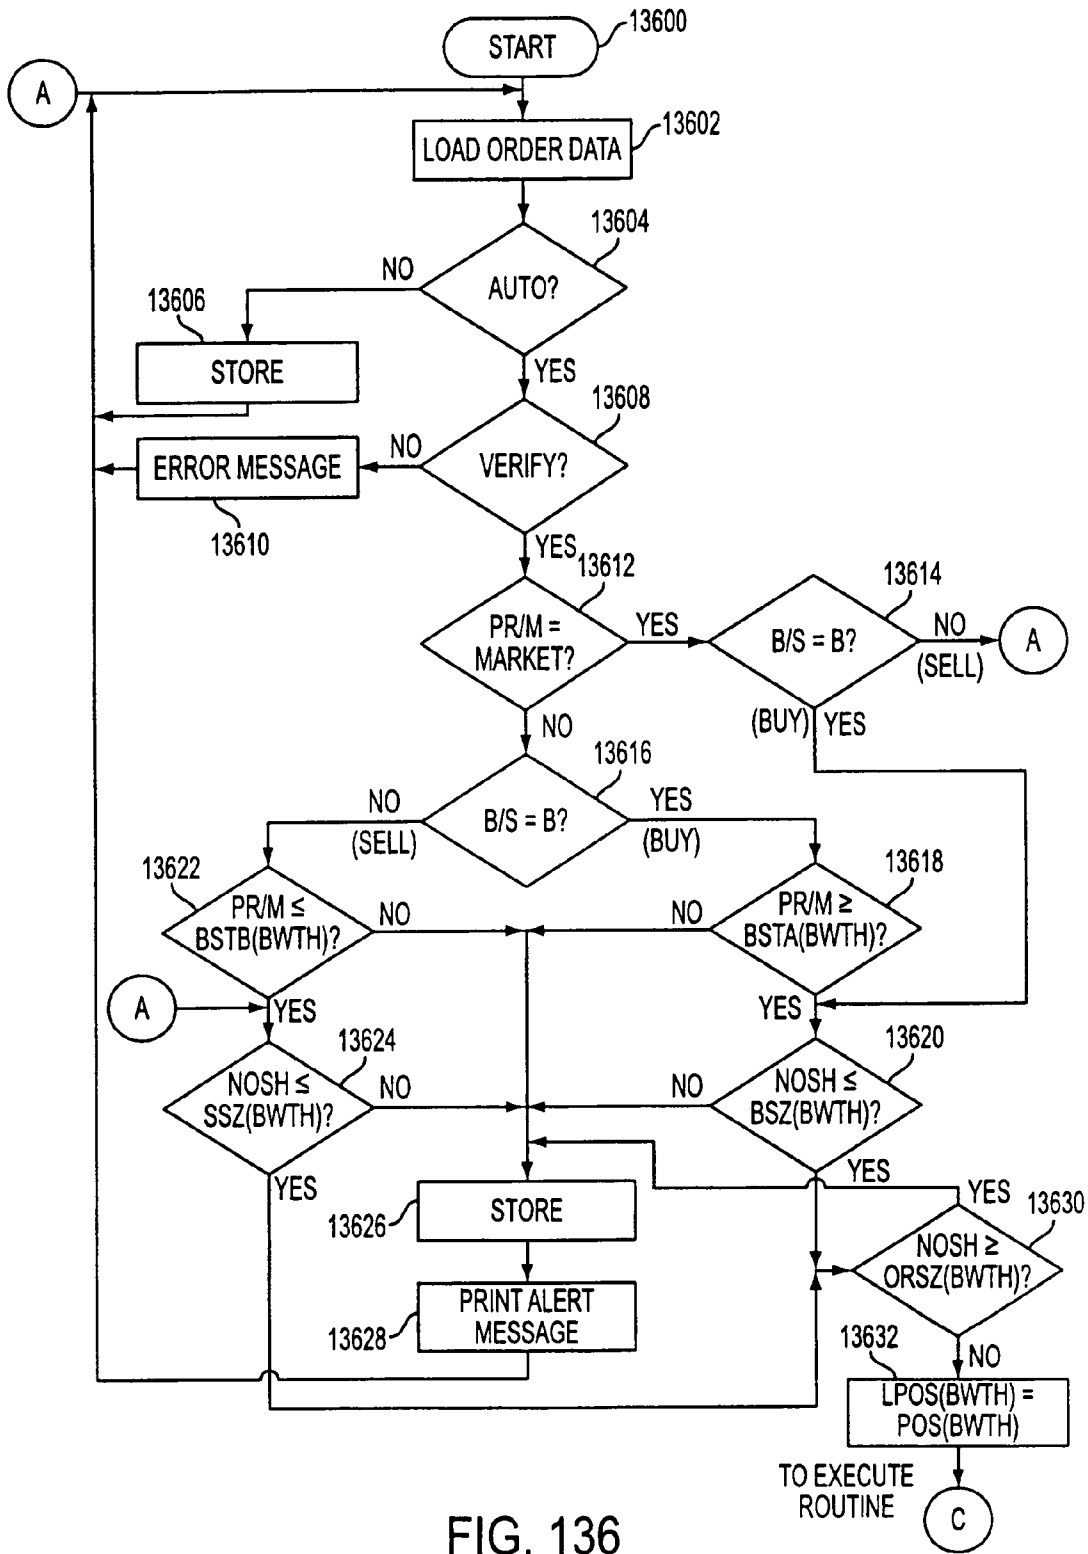 START
13600
A
LOAD ORDER DATA
13602
AUTO?
13604
NO
13606
STORE
YES
VERIFY?
13608
NO
ERROR MESSAGE
13610
YES
13612
PR/M =
MARKET?
YES
13614
B/S = B?
NO
(SELL)
A
(BUY)
YES
NO
13616
B/S = B?
NO
(SELL)
YES
(BUY)
13622
PR/M ≤
BSTB(BWTH)?
NO
13618
PR/M ≥
BSTA(BWTH)?
NO
A
YES
YES
13624
NOSH ≤
SSZ(BWTH)?
NO
13620
NOSH ≤
BSZ(BWTH)?
NO
YES
YES
STORE
13626
YES
13630
NOSH ≥
ORSZ(BWTH)?
PRINT ALERT
MESSAGE
13628
NO
13632
LPOS(BWTH) =
POS(BWTH)
TO EXECUTE
ROUTINE
C
FIG. 136